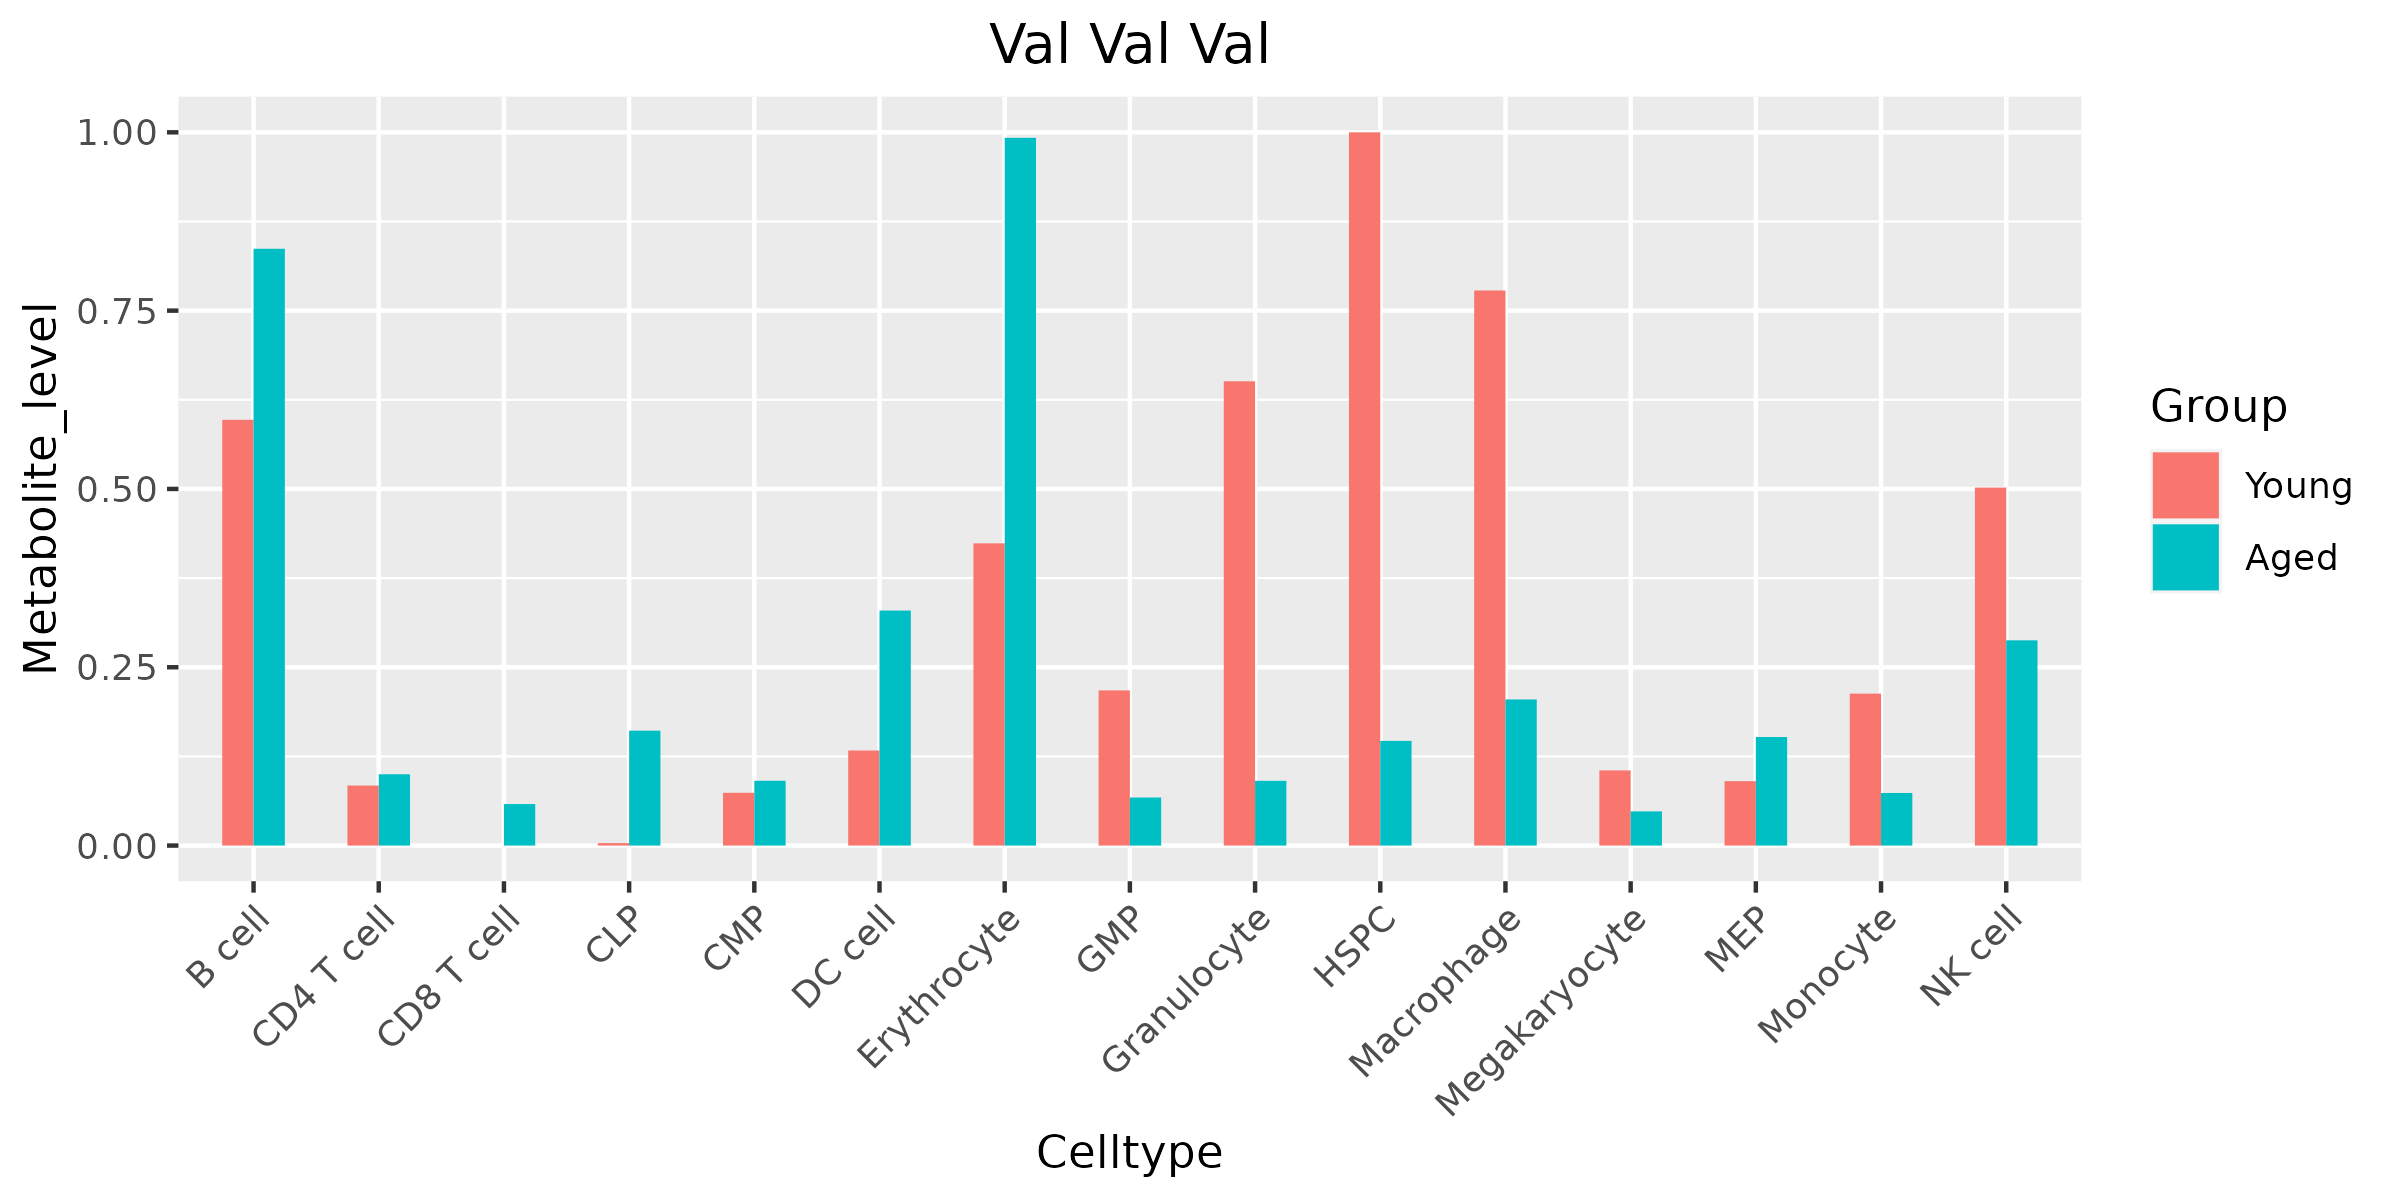 Val Val Val
Metabolite_level
1.00
0.75
0.50
0.25
0.00
B cell
CD4 T cell
CD8 T cell
CLP
CMP
DC cell
Erythrocyte
GMP
Granulocyte
HSPC
Macrophage
Megakaryocyte
MEP
Monocyte
NK cell
Celltype
Group
Young
Aged